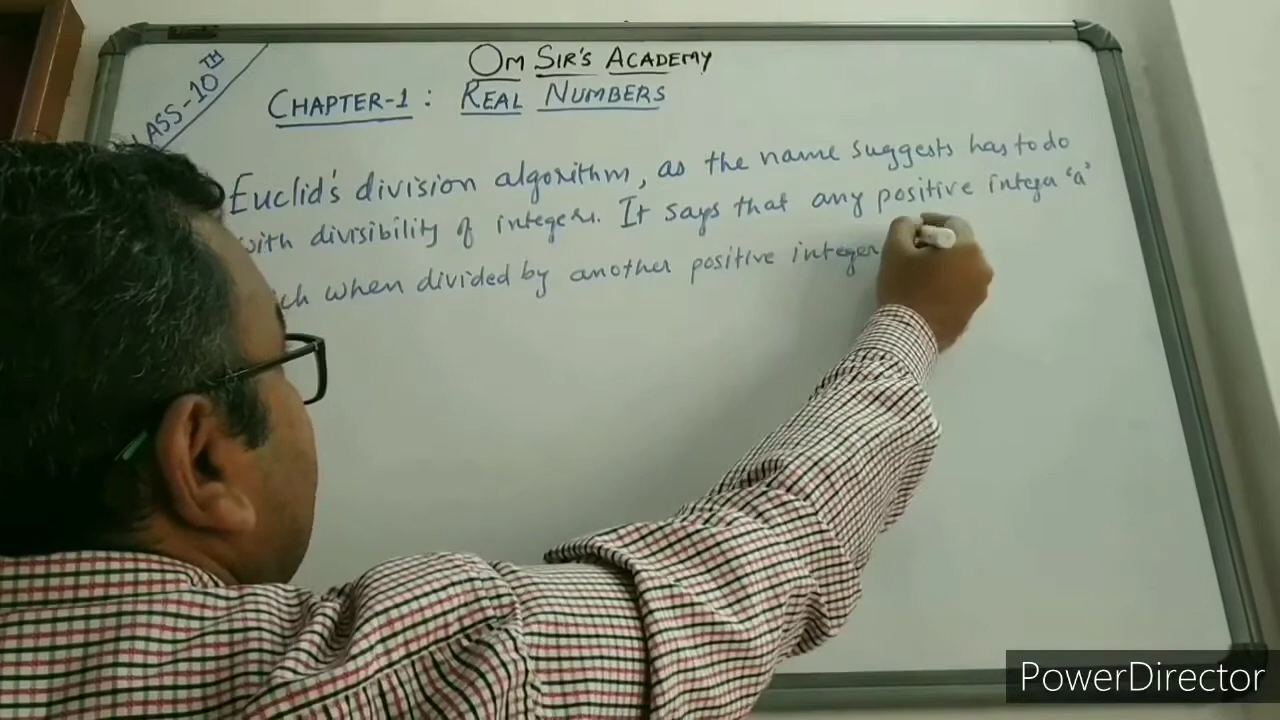 OM SIR'S ACADEMY
LASS-10TH
CHAPTER-1 : REAL NUMBERS
Euclid's division algorithm, as the name suggests has to do
with divisibility of integers. It says that any positive integer "a"
when divided by another positive integer
PowerDirector